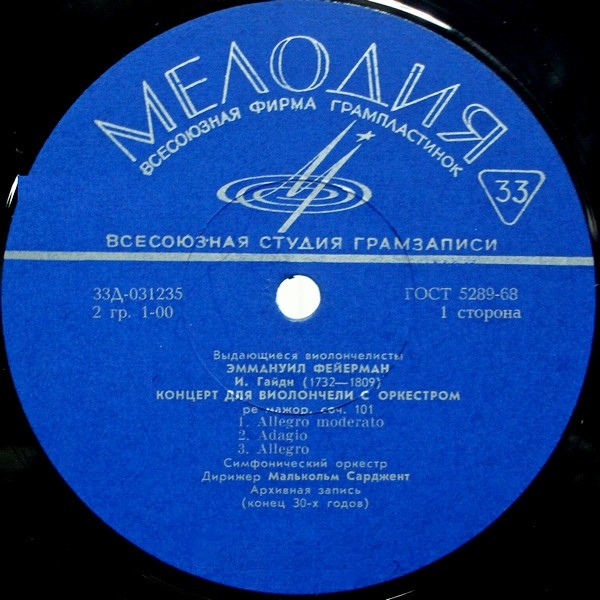 МЕЛОДИЯ
ВСЕСОЮЗНАЯ ФИРМА ГРАМПЛАСТИНОК
33
ВСЕСОЮЗНАЯ СТУДИЯ ГРАМЗАПИСИ
33Д-031235
ГОСТ 5289-68
2 гр. 1-00
1 сторона
Выдающиеся виолончелисты
ЭММАНУИЛ ФЕЙЕРМАН
И. Гайдн (1732—1809)
КОНЦЕРТ ДЛЯ ВИОЛОНЧЕЛИ С ОРКЕСТРОМ
ре мажор, соч. 101
1. Allegro moderato
2. Adagio
3. Allegro
Симфонический оркестр
Дирижер Малькольм Сарджент
Архивная запись
(конец 30-х годов)